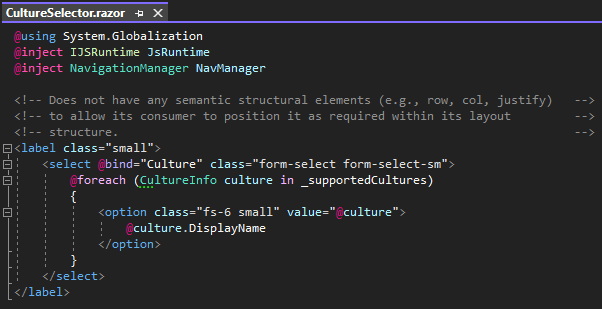 CultureSelector.razor
@using System.Globalization
@inject IJSRuntime JsRuntime
@inject NavigationManager NavManager
<!-- Does not have any semantic structural elements (e.g., row, col, justify)   -->
<!-- to allow its consumer to position it as required within its layout         -->
<!-- structure.                                                                 -->
<label class="small">
    <select @bind="Culture" class="form-select form-select-sm">
        @foreach (CultureInfo culture in _supportedCultures)
        {
            <option class="fs-6 small" value="@culture">
                @culture.DisplayName
            </option>
        }
    </select>
</label>